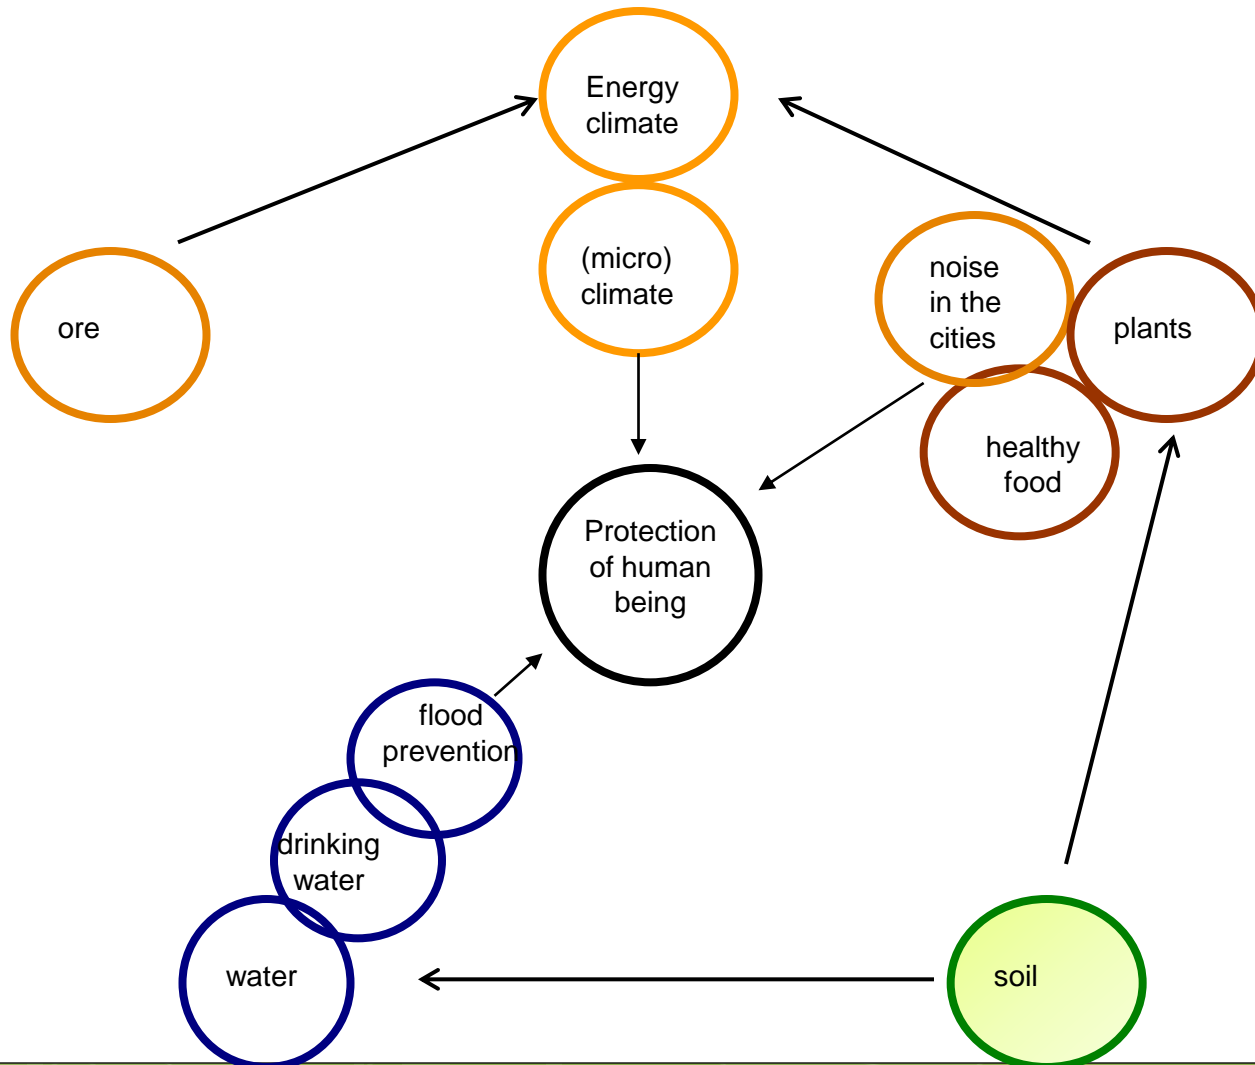 Energy
climate
(micro)
climate
noise
in the
cities
ore
plants
healthy
food
Protection
of human
being
flood
prevention
drinking
water
water
soil